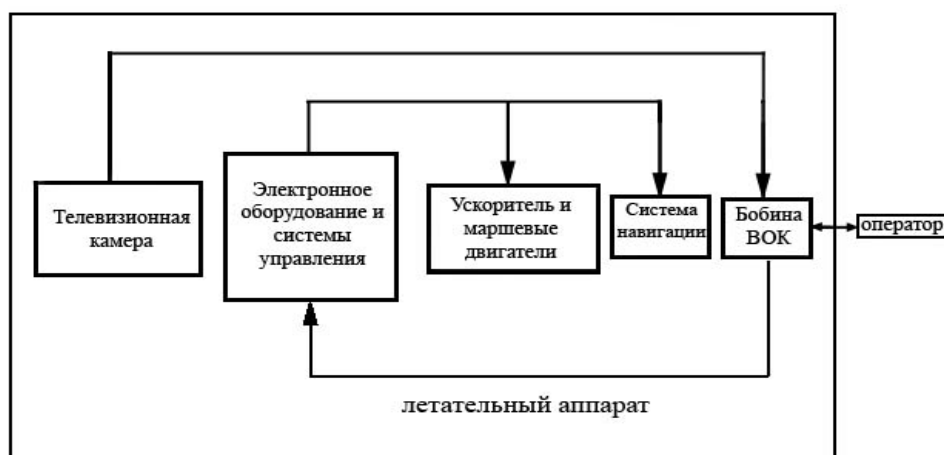 Телевизионная
камера
Электронное
оборудование и
системы
управления
Ускоритель и
маршевые
двигатели
Система
навигации
Бобина
ВОК
оператор
летательный аппарат